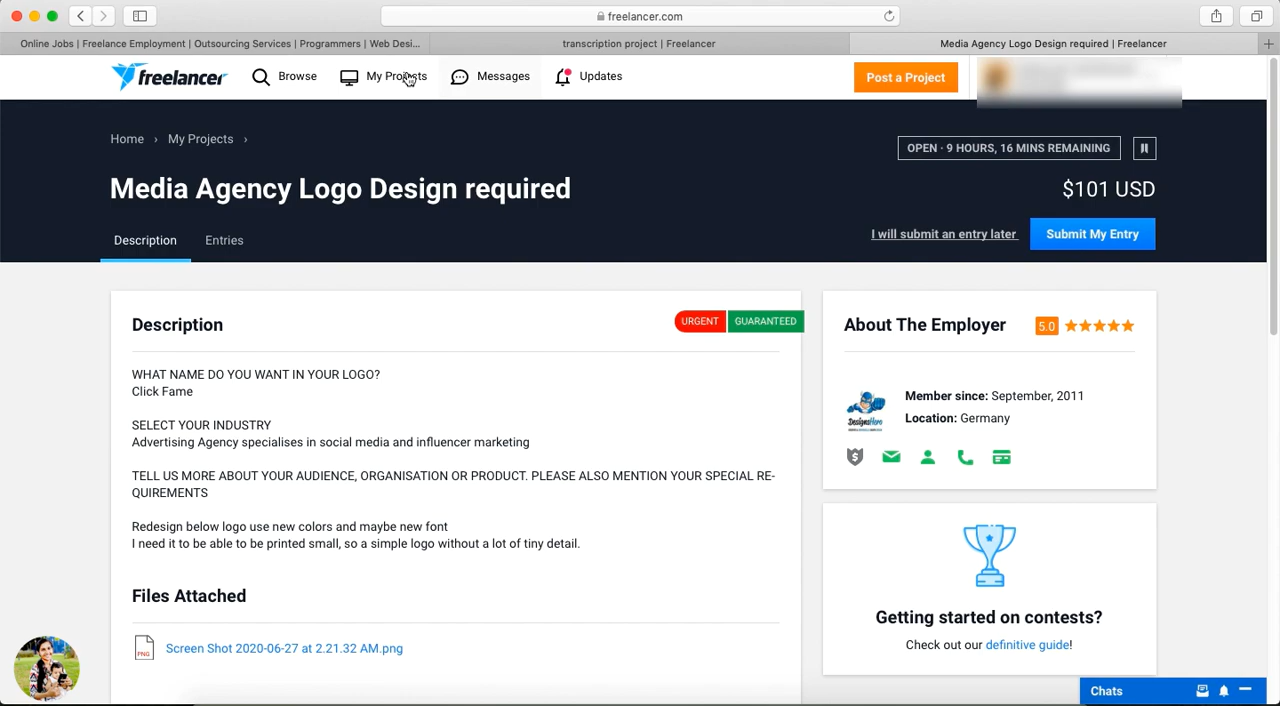 freelancer.com
Online Jobs | Freelance Employment | Outsourcing Services | Programmers | Web Desi...
transcription project | Freelancer
Media Agency Logo Design required | Freelancer
freelancer
Browse
My Projects
Messages
Updates
Post a Project
Home › My Projects ›
OPEN · 9 HOURS, 16 MINS REMAINING
Media Agency Logo Design required
$101 USD
Description
Entries
I will submit an entry later
Submit My Entry
Description
URGENT
GUARANTEED
WHAT NAME DO YOU WANT IN YOUR LOGO?
Click Fame
SELECT YOUR INDUSTRY
Advertising Agency specialises in social media and influencer marketing
TELL US MORE ABOUT YOUR AUDIENCE, ORGANISATION OR PRODUCT. PLEASE ALSO MENTION YOUR SPECIAL RE-
QUIREMENTS
Redesign below logo use new colors and maybe new font
I need it to be able to be printed small, so a simple logo without a lot of tiny detail.
Files Attached
PNG
Screen Shot 2020-06-27 at 2.21.32 AM.png
About The Employer
5.0
DesignsHero
Member since: September, 2011
Location: Germany
Getting started on contests?
Check out our definitive guide!
Chats